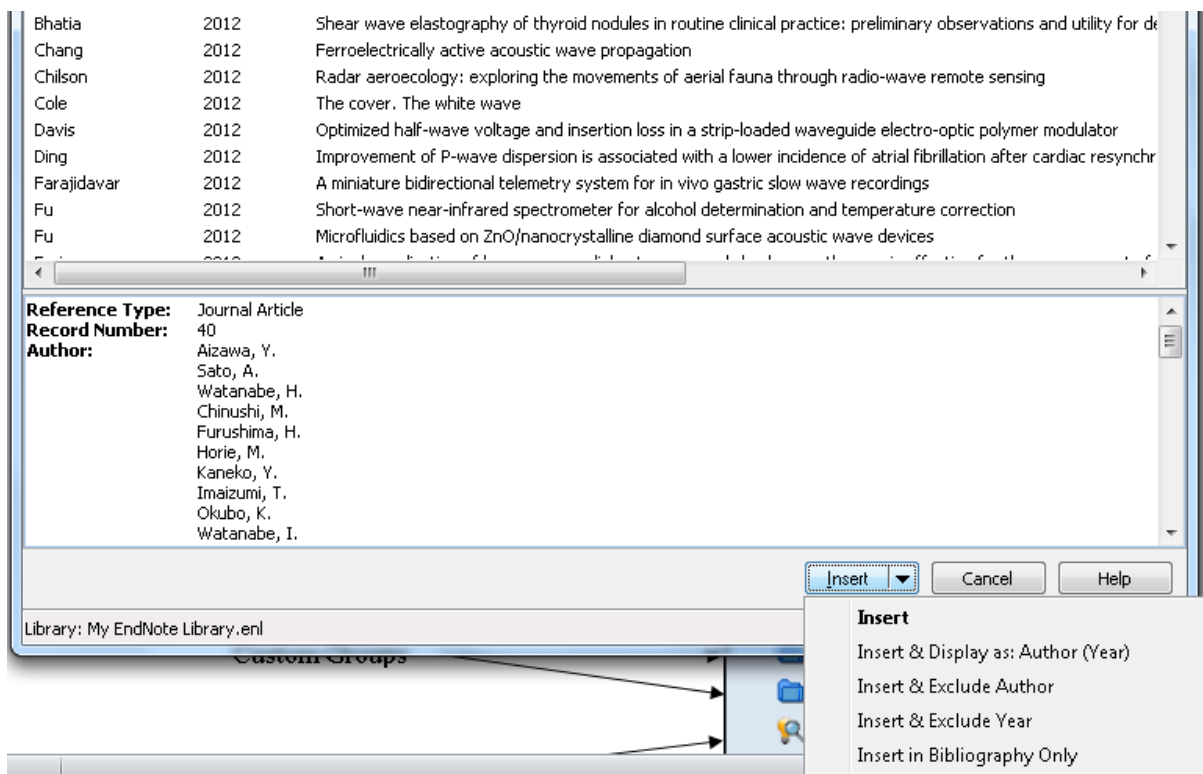 Bhatia 2012 Shear wave elastography of thyroid nodules in routine clinical practice: preliminary observations and utility for de
Chang 2012 Ferroelectrically active acoustic wave propagation
Chilson 2012 Radar aeroecology: exploring the movements of aerial fauna through radio-wave remote sensing
Cole 2012 The cover. The white wave
Davis 2012 Optimized half-wave voltage and insertion loss in a strip-loaded waveguide electro-optic polymer modulator
Ding 2012 Improvement of P-wave dispersion is associated with a lower incidence of atrial fibrillation after cardiac resynchr
Farajidavar 2012 A miniature bidirectional telemetry system for in vivo gastric slow wave recordings
Fu 2012 Short-wave near-infrared spectrometer for alcohol determination and temperature correction
Fu 2012 Microfluidics based on ZnO/nanocrystalline diamond surface acoustic wave devices
Reference Type: Journal Article
Record Number: 40
Author: Aizawa, Y.
Sato, A.
Watanabe, H.
Chinushi, M.
Furushima, H.
Horie, M.
Kaneko, Y.
Imaizumi, T.
Okubo, K.
Watanabe, I.
Insert Cancel Help
Library: My EndNote Library.enl
Insert
Insert & Display as: Author (Year)
Insert & Exclude Author
Insert & Exclude Year
Insert in Bibliography Only
Custom Groups